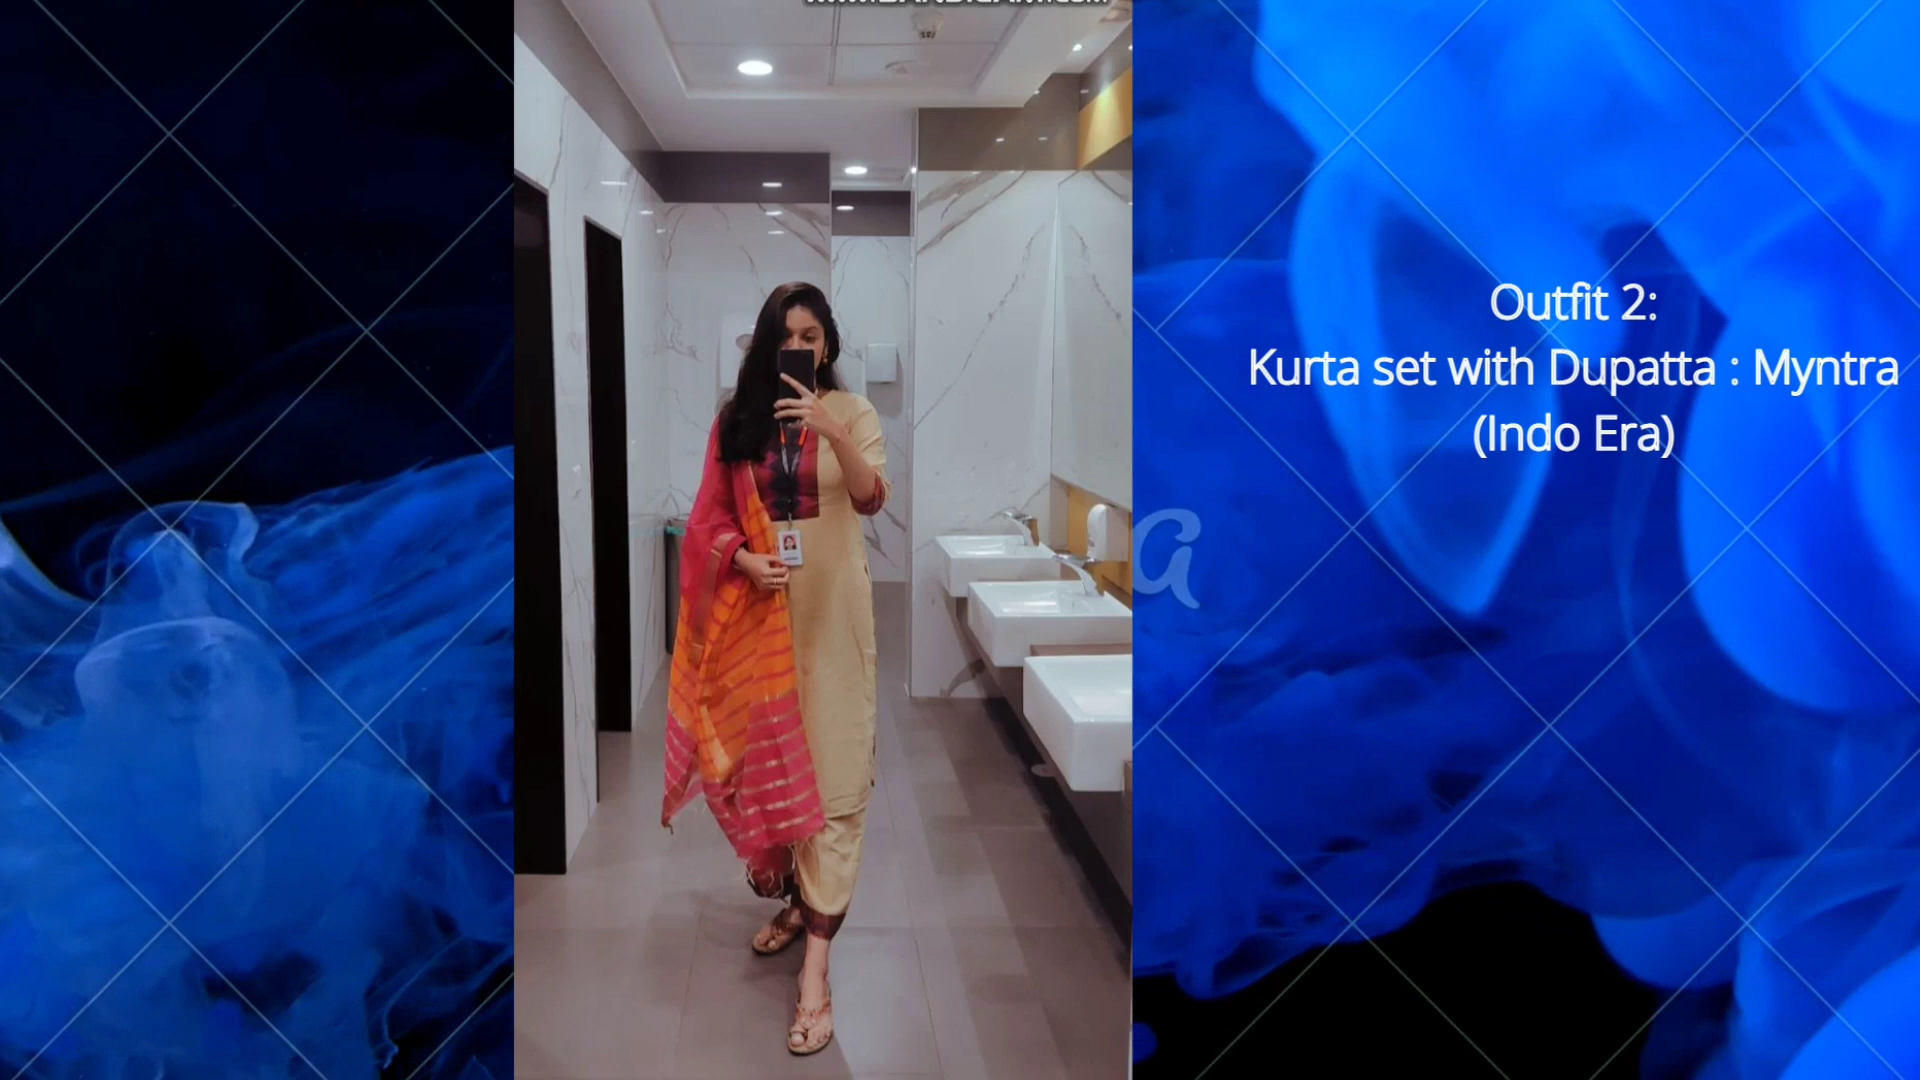 Outfit 2:
Kurta set with Dupatta : Myntra
(Indo Era)
a